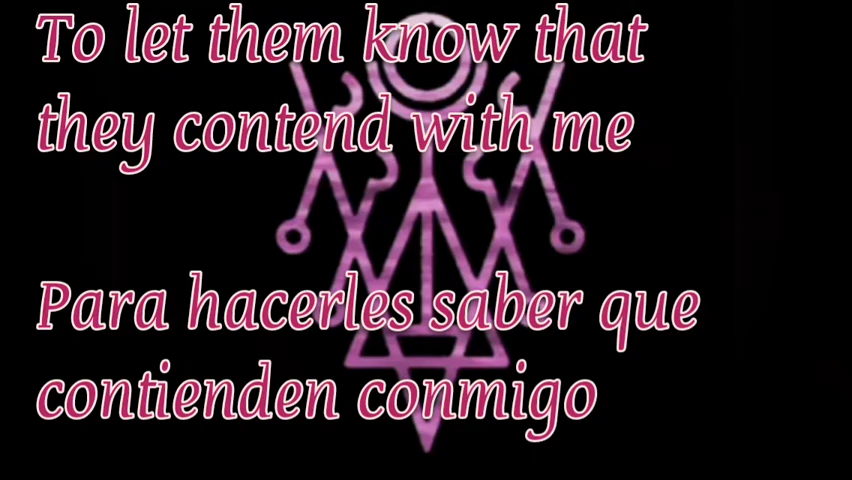 To let them know that
they contend with me
Para hacerles saber que
contienden conmigo